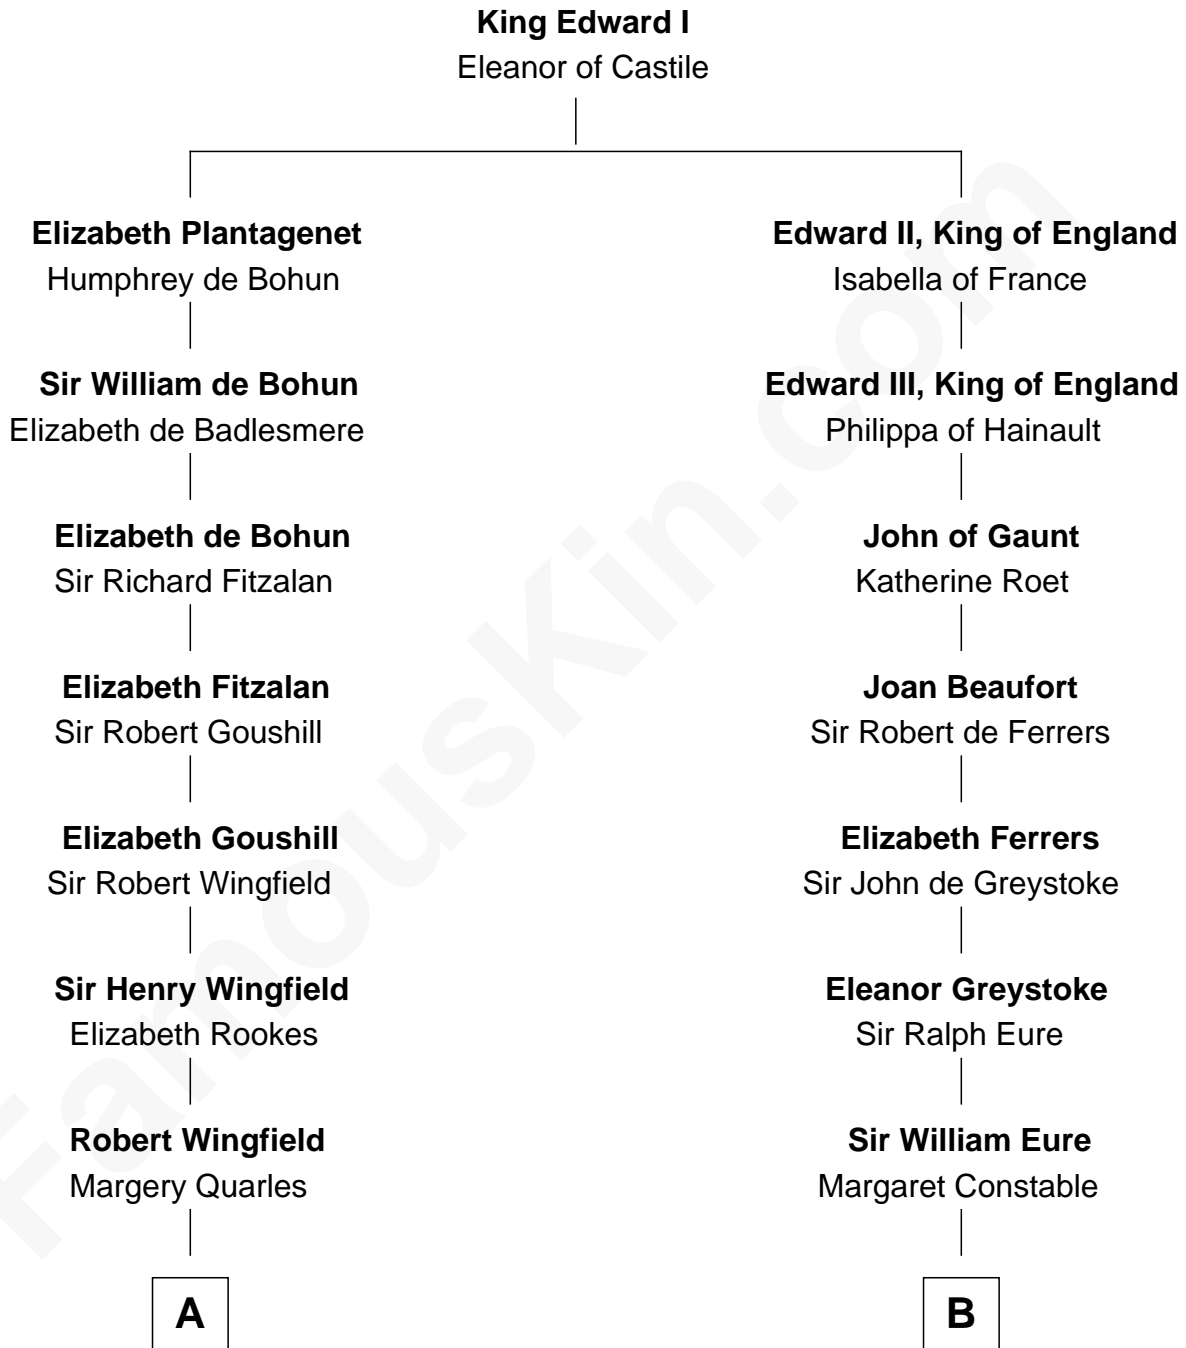 King Edward I
Eleanor of Castile
Elizabeth Plantagenet
Humphrey de Bohun
Sir William de Bohun
Elizabeth de Badlesmere
Elizabeth de Bohun
Sir Richard Fitzalan
Elizabeth Fitzalan
Sir Robert Goushill
Elizabeth Goushill
Sir Robert Wingfield
Sir Henry Wingfield
Elizabeth Rookes
Robert Wingfield
Margery Quarles
A
Edward II, King of England
Isabella of France
Edward III, King of England
Philippa of Hainault
John of Gaunt
Katherine Roet
Joan Beaufort
Sir Robert de Ferrers
Elizabeth Ferrers
Sir John de Greystoke
Eleanor Greystoke
Sir Ralph Eure
Sir William Eure
Margaret Constable
B
FamousKin.com